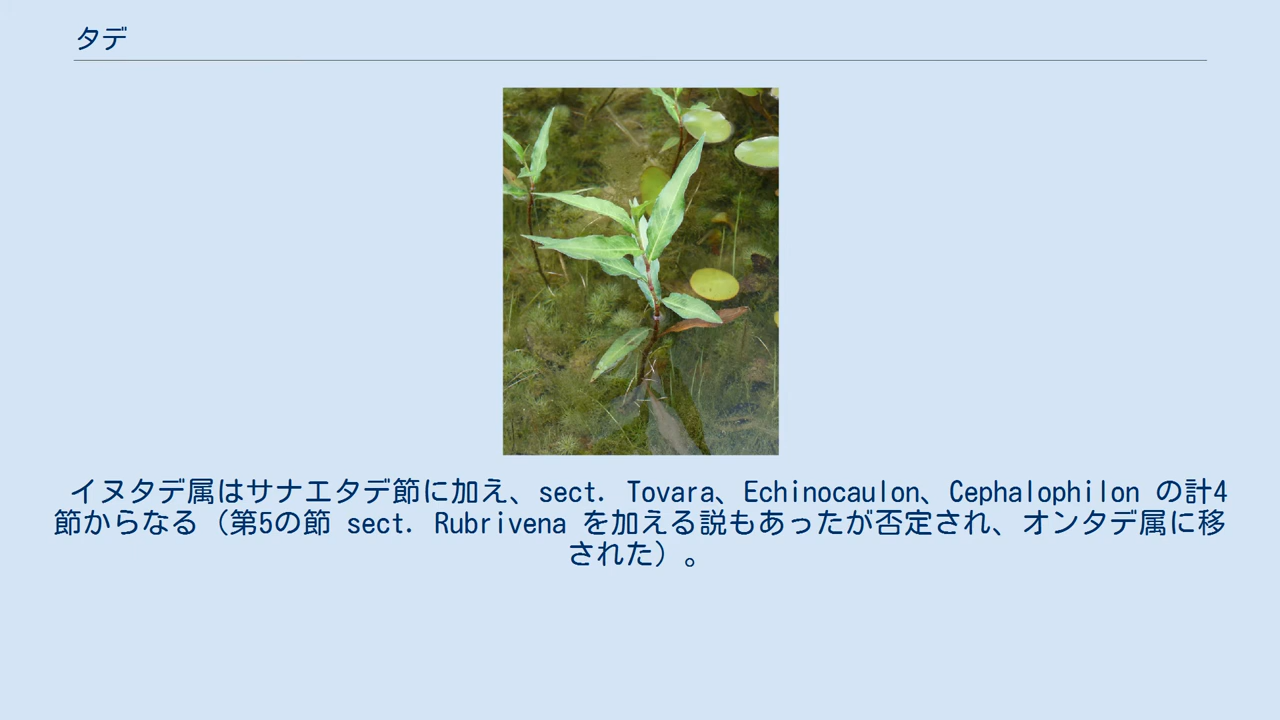 タデ
イヌタデ属はサナエタデ節に加え、sect. Tovara、Echinocaulon、Cephalophilon の計4
節からなる（第5の節 sect. Rubrivena を加える説もあったが否定され、オンタデ属に移
された）。